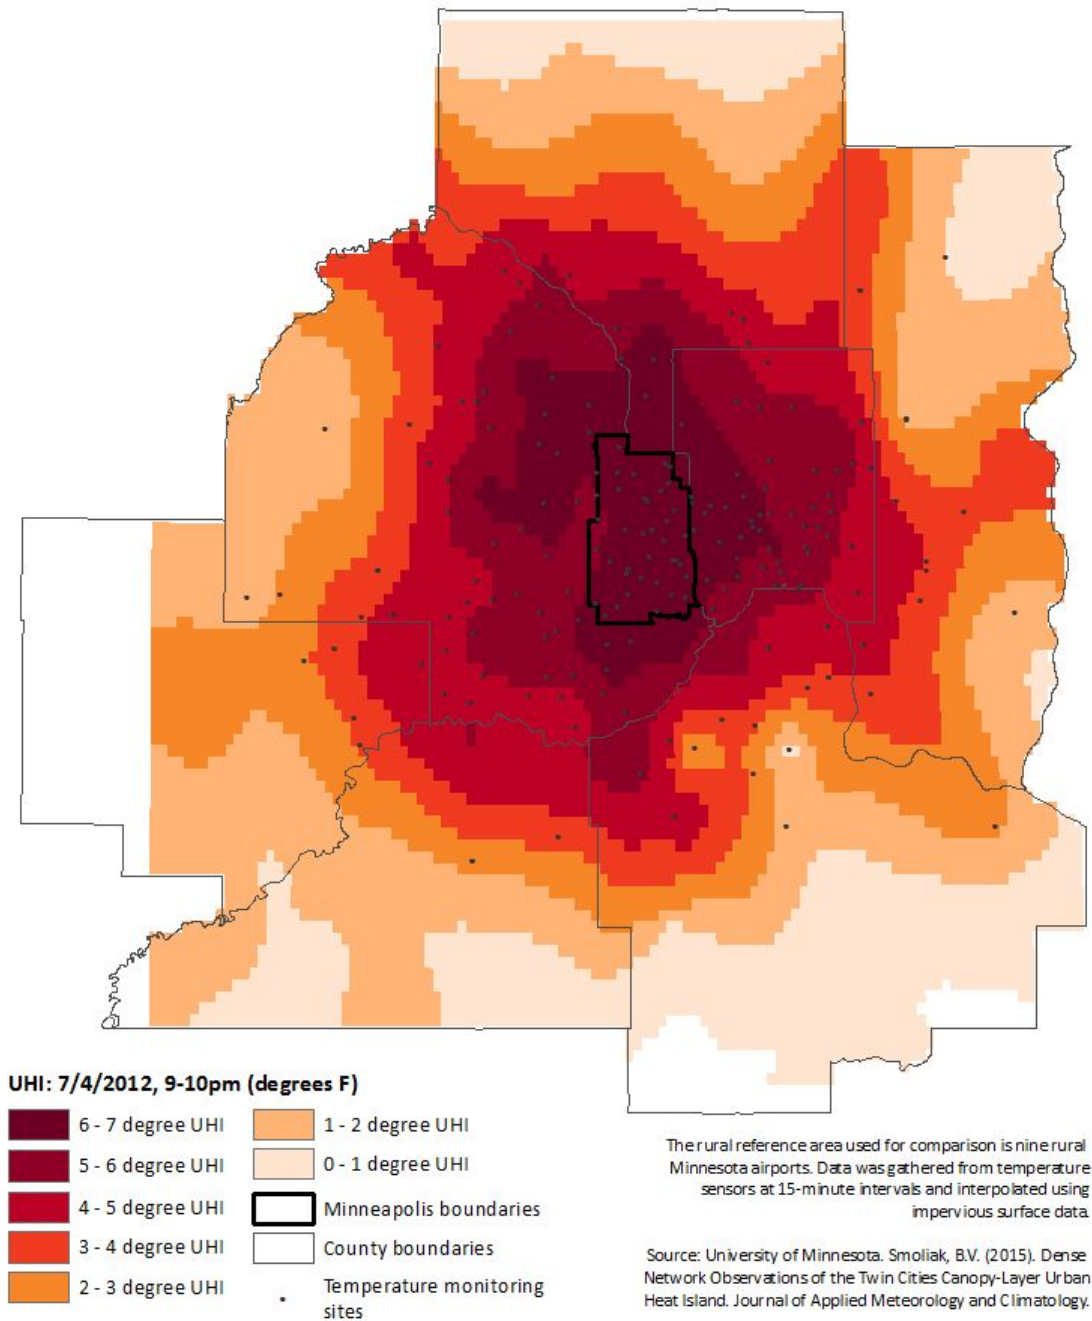 UHI: 7/4/2012, 9-10pm (degrees F)
6 - 7 degree UHI
5 - 6 degree UHI
4 - 5 degree UHI
3 - 4 degree UHI
2 - 3 degree UHI
1 - 2 degree UHI
0 - 1 degree UHI
Minneapolis boundaries
County boundaries
Temperature monitoring
sites
The rural reference area used for comparison is nine rural
Minnesota airports. Data was gathered from temperature
sensors at 15-minute intervals and interpolated using
impervious surface data.
Source: University of Minnesota. Smoliak, B.V. (2015). Dense
Network Observations of the Twin Cities Canopy-Layer Urban
Heat Island. Journal of Applied Meteorology and Climatology.